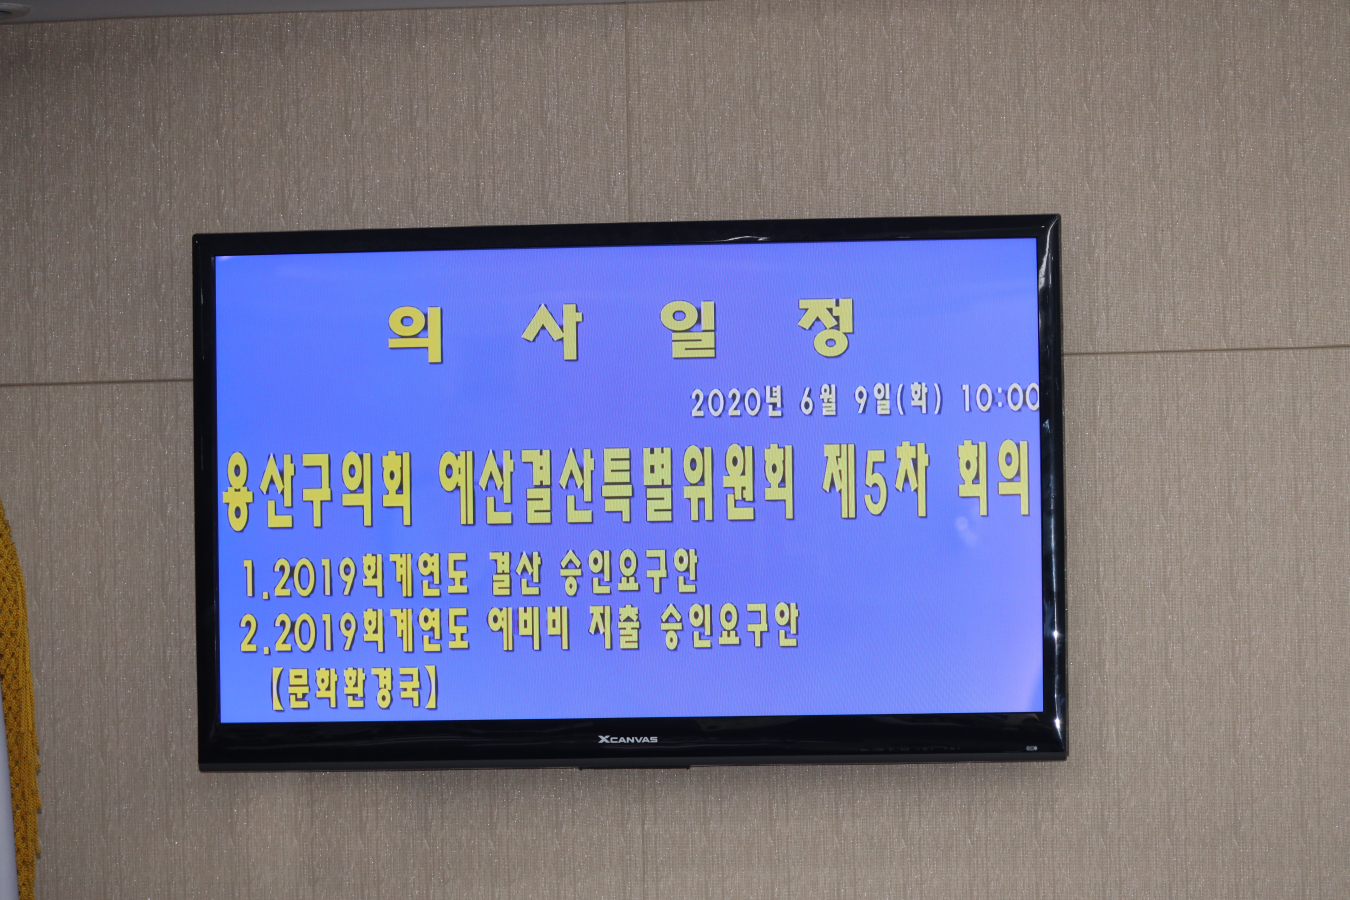 의 사 일 정
2020년 6월 9일(화) 10:00
용산구의회 예산결산특별위원회 제5차 회의
1.2019회계연도 결산 승인요구안
2.2019회계연도 예비비 지출 승인요구안
【문화환경국】
XCANVAS